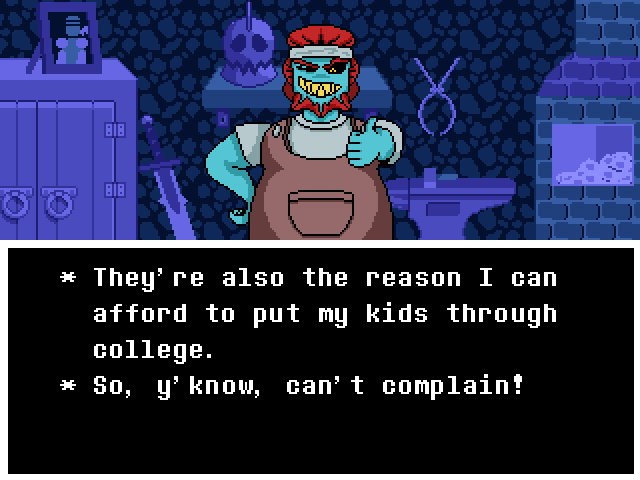 * They're also the reason I can
afford to put my kids through
college.
* So, y'know, can't complain!